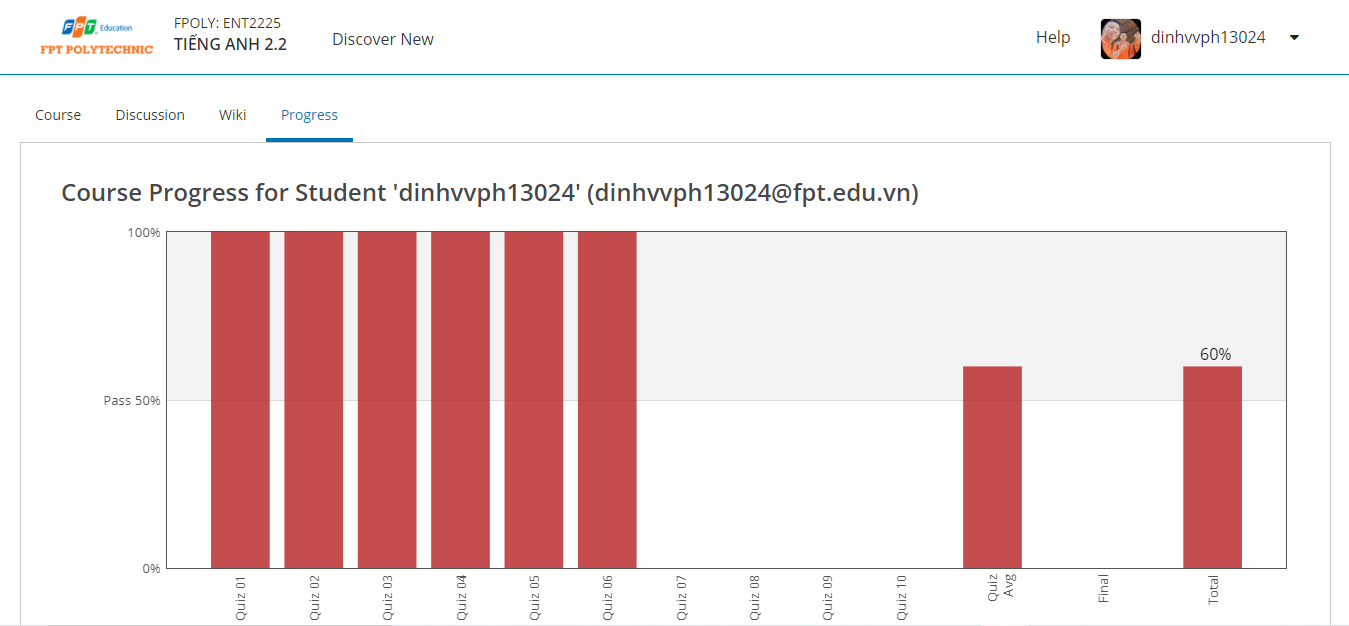 FPT Education
FPT POLYTECHNIC
FPOLY: ENT2225
TIẾNG ANH 2.2
Discover New
Help
dinhvvph13024
Course
Discussion
Wiki
Progress
Course Progress for Student 'dinhvvph13024' (dinhvvph13024@fpt.edu.vn)
100%
60%
Pass 50%
0%
Quiz 01
Quiz 02
Quiz 03
Quiz 04
Quiz 05
Quiz 06
Quiz 07
Quiz 08
Quiz 09
Quiz 10
Quiz
Avg
Final
Total